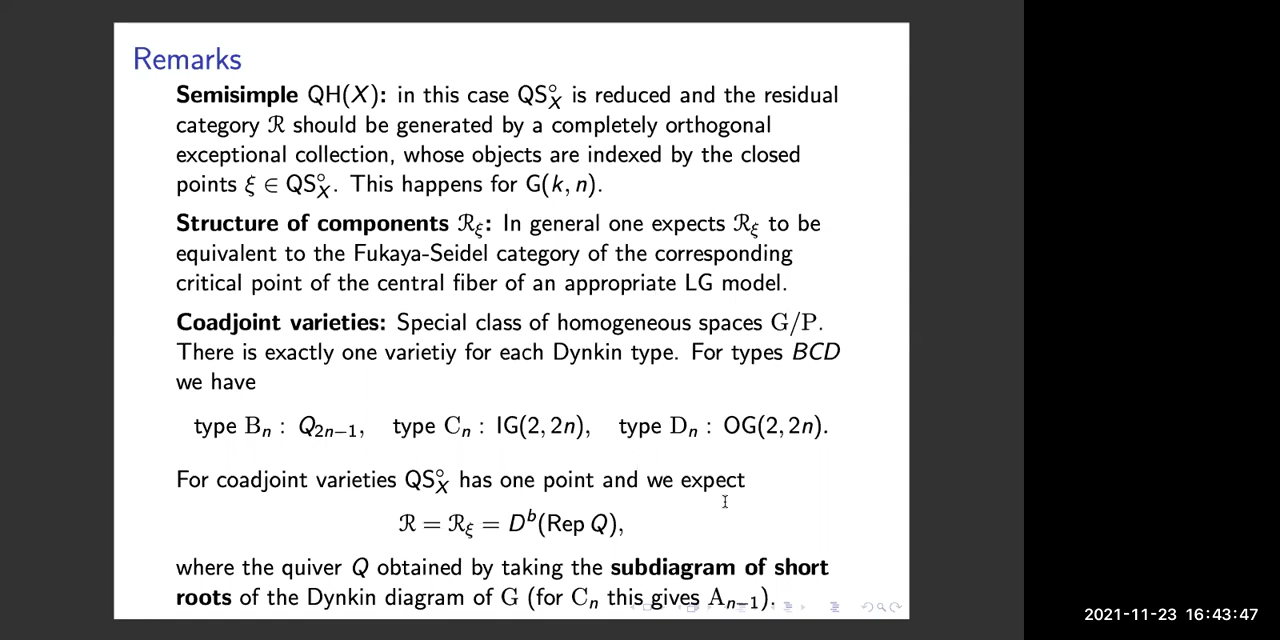 Remarks
Semisimple QH(X): in this case QS°_X is reduced and the residual
category ℛ should be generated by a completely orthogonal
exceptional collection, whose objects are indexed by the closed
points ξ ∈ QS°_X. This happens for G(k, n).
Structure of components ℛ_ξ: In general one expects ℛ_ξ to be
equivalent to the Fukaya-Seidel category of the corresponding
critical point of the central fiber of an appropriate LG model.
Coadjoint varieties: Special class of homogeneous spaces G/P.
There is exactly one varietiy for each Dynkin type. For types BCD
we have
type B_n : Q_{2n−1}, type C_n : IG(2, 2n), type D_n : OG(2, 2n).
For coadjoint varieties QS°_X has one point and we expect
ℛ = ℛ_ξ = D^b(Rep Q),
where the quiver Q obtained by taking the subdiagram of short
roots of the Dynkin diagram of G (for C_n this gives A_{n−1}).
2021-11-23 16:43:47